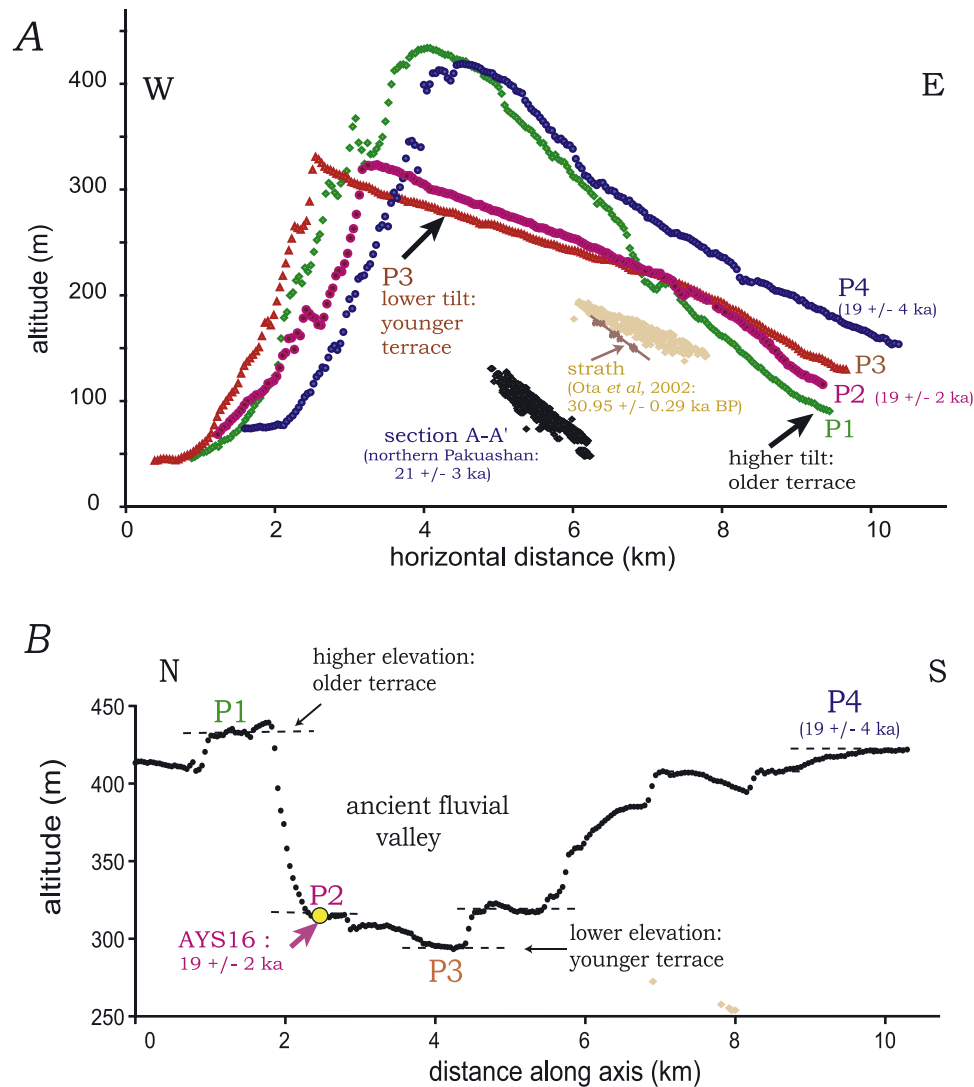 A
W
E
400
300
200
100
0
altitude (m)
P3
lower tilt:
younger
terrace
P4
(19 +/- 4 ka)
strath
(Ota et al, 2002:
30.95 +/- 0.29 ka BP)
P3
P2 (19 +/- 2 ka)
P1
section A-A'
(northern Pakuashan:
21 +/- 3 ka)
higher tilt:
older terrace
0
2
4
6
8
10
horizontal distance (km)
B
N
S
higher elevation:
older terrace
450
400
350
300
250
altitude (m)
P1
P4
(19 +/- 4 ka)
ancient fluvial
valley
P2
AYS16 :
19 +/- 2 ka
P3
lower elevation:
younger terrace
0
2
4
6
8
10
distance along axis (km)